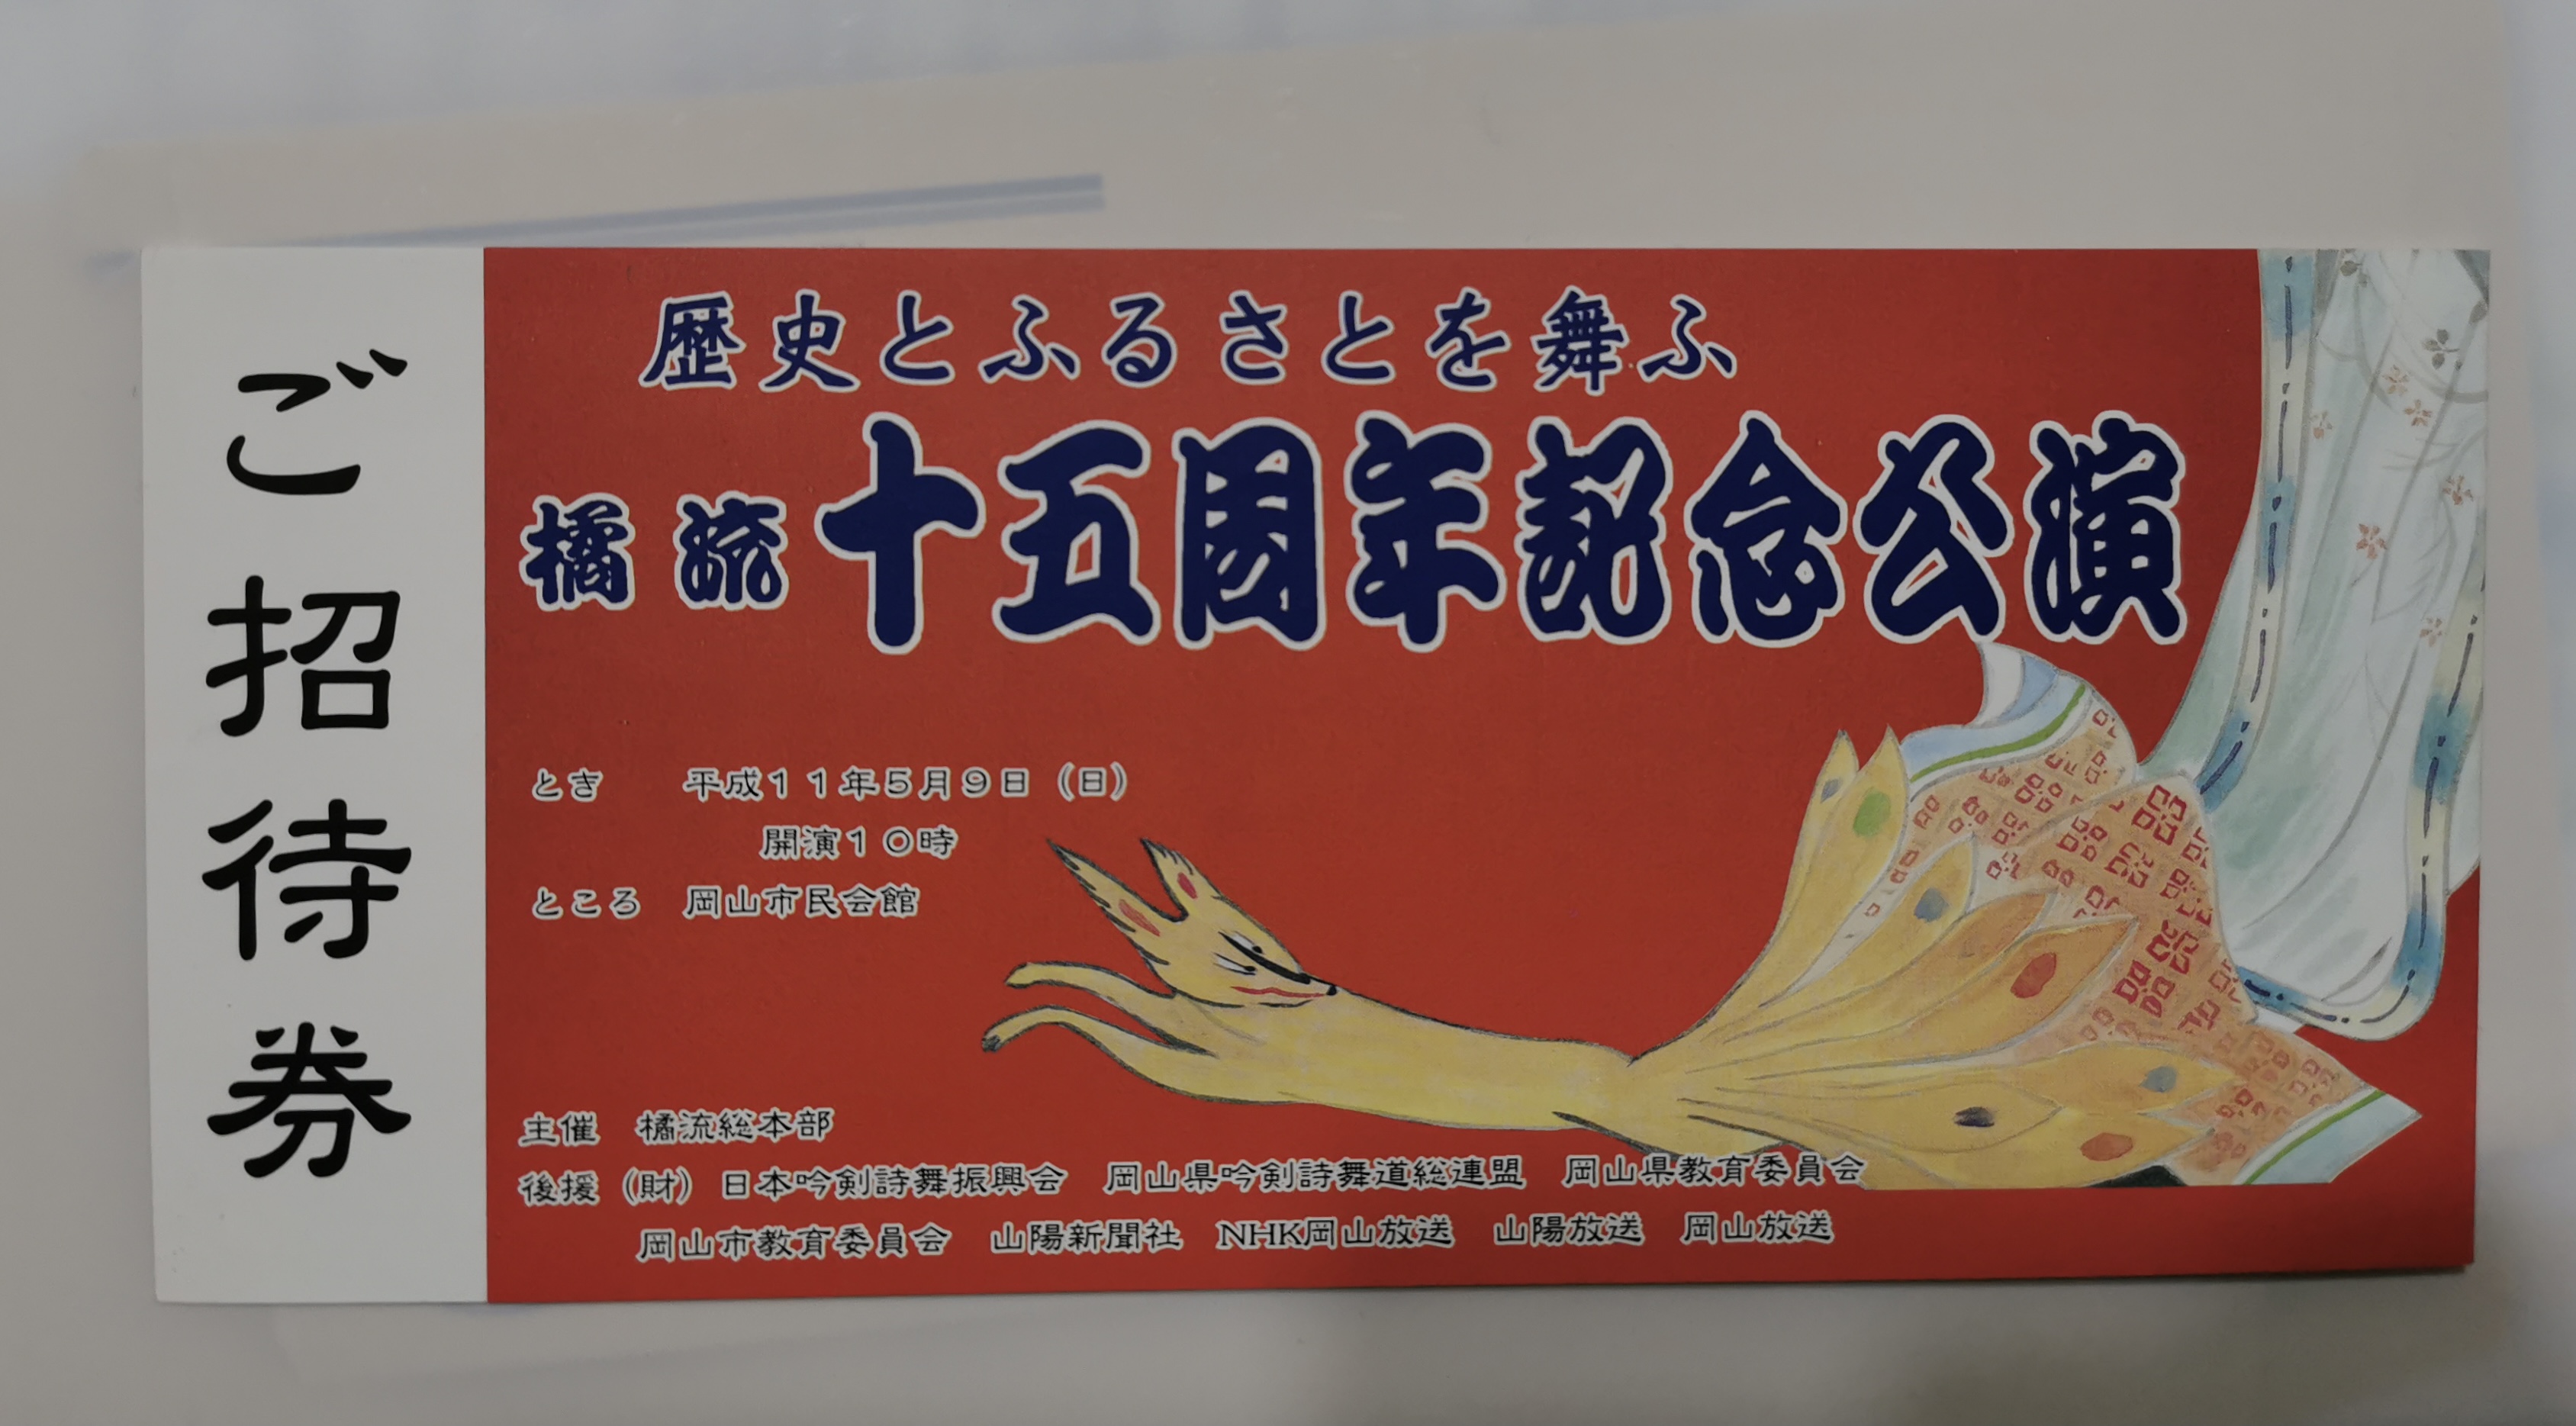 ご招待券
歴史とふるさとを舞ふ
橘流十五周年記念公演
とき　平成11年5月9日（日）
開演10時
ところ　岡山市民会館
主催　橘流総本部
後援　（財）日本吟剣詩舞振興会　岡山県吟剣詩舞道総連盟　岡山県教育委員会
岡山市教育委員会　山陽新聞社　NHK岡山放送　山陽放送　岡山放送